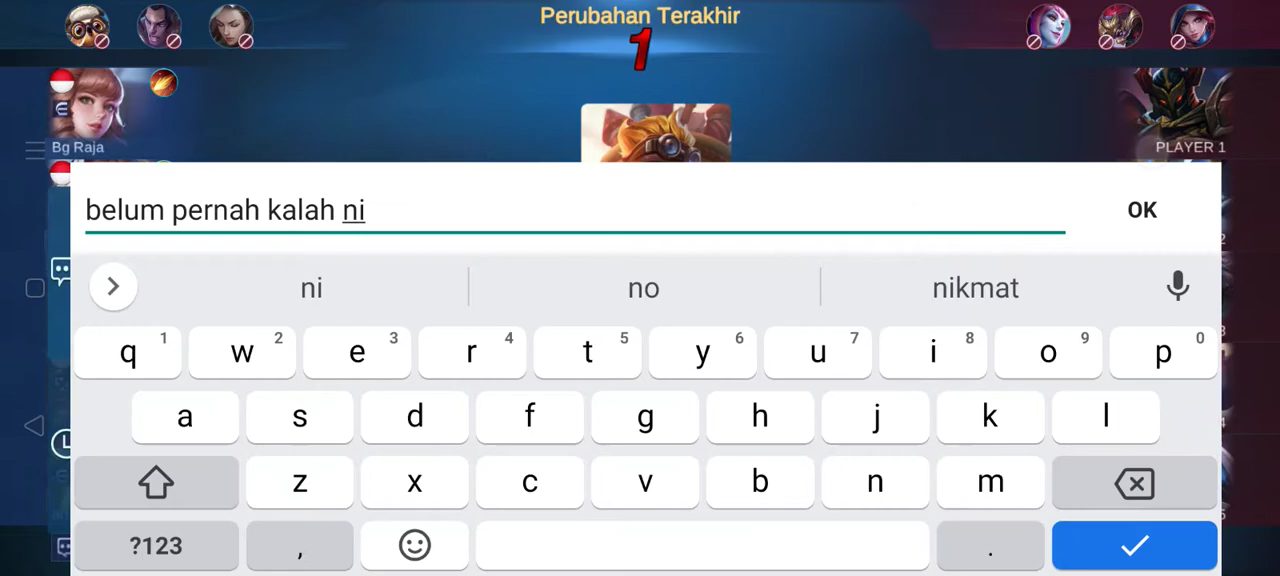 Perubahan Terakhir
1
Bg Raja
PLAYER 1
belum pernah kalah ni
OK
ni no nikmat
q 1 w 2 e 3 r 4 t 5 y 6 u 7 i 8 o 9 p 0
a s d f g h j k l
z x c v b n m
?123 , .